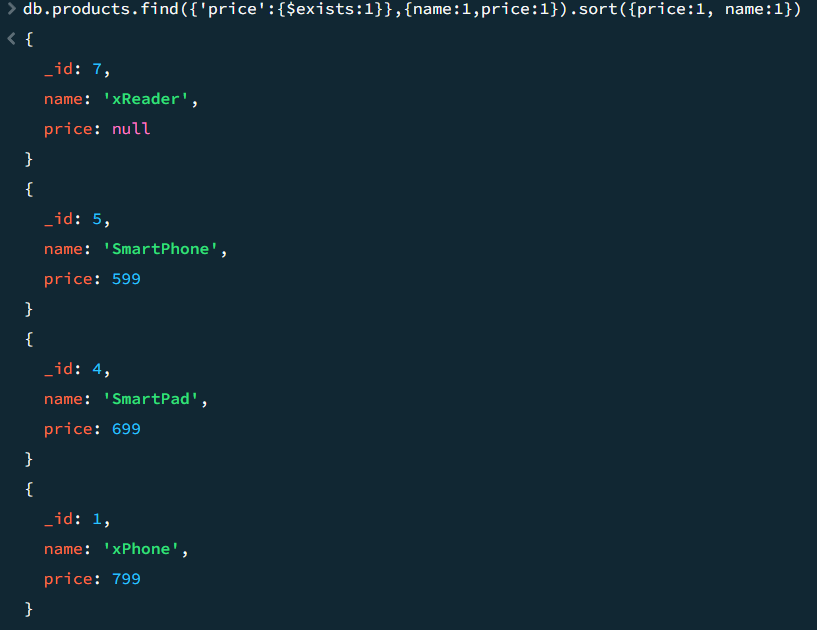 > db.products.find({'price':{$exists:1}},{name:1,price:1}).sort({price:1, name:1})
< {
_id: 7,
name: 'xReader',
price: null
}
{
_id: 5,
name: 'SmartPhone',
price: 599
}
{
_id: 4,
name: 'SmartPad',
price: 699
}
{
_id: 1,
name: 'xPhone',
price: 799
}